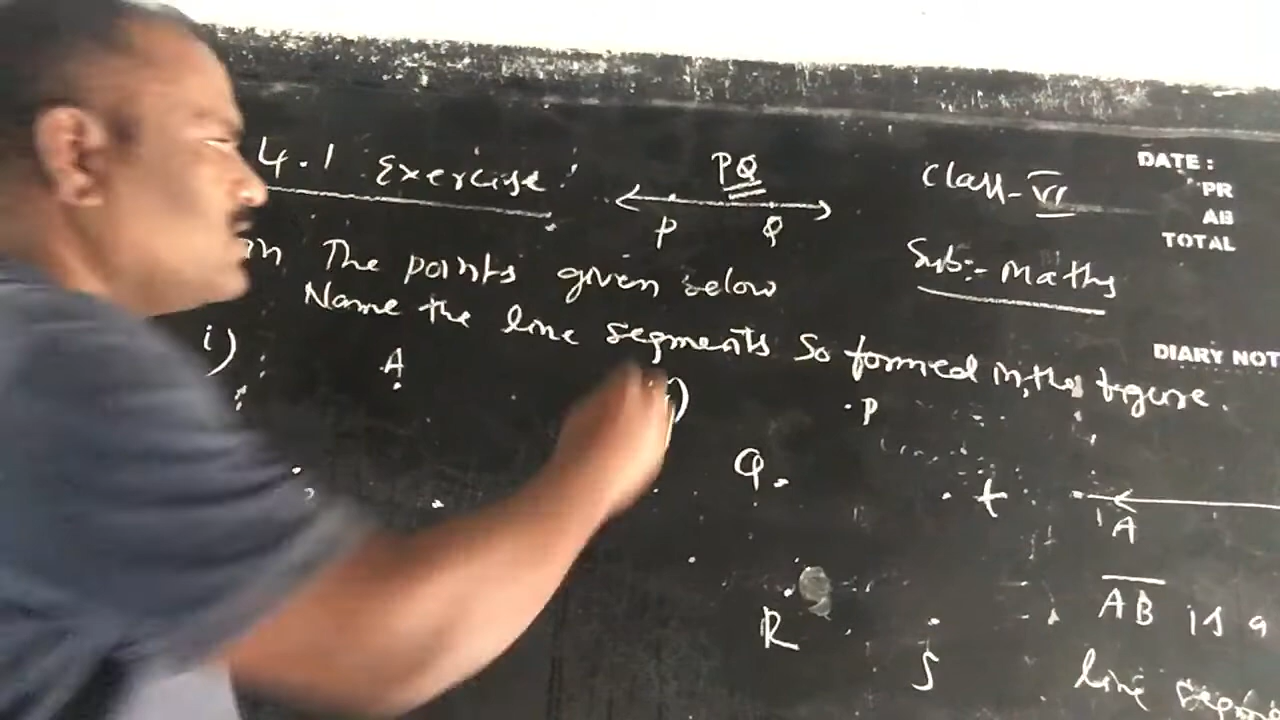 4.1 Exercise:
PQ
P Q
Class - VI
Sub:- Maths
DATE :
PR
AB
TOTAL
The points given below
Name the line segments so formed in the figure.
DIARY NOT
i) A
P
Q
R
S
t
A
AB is a
line